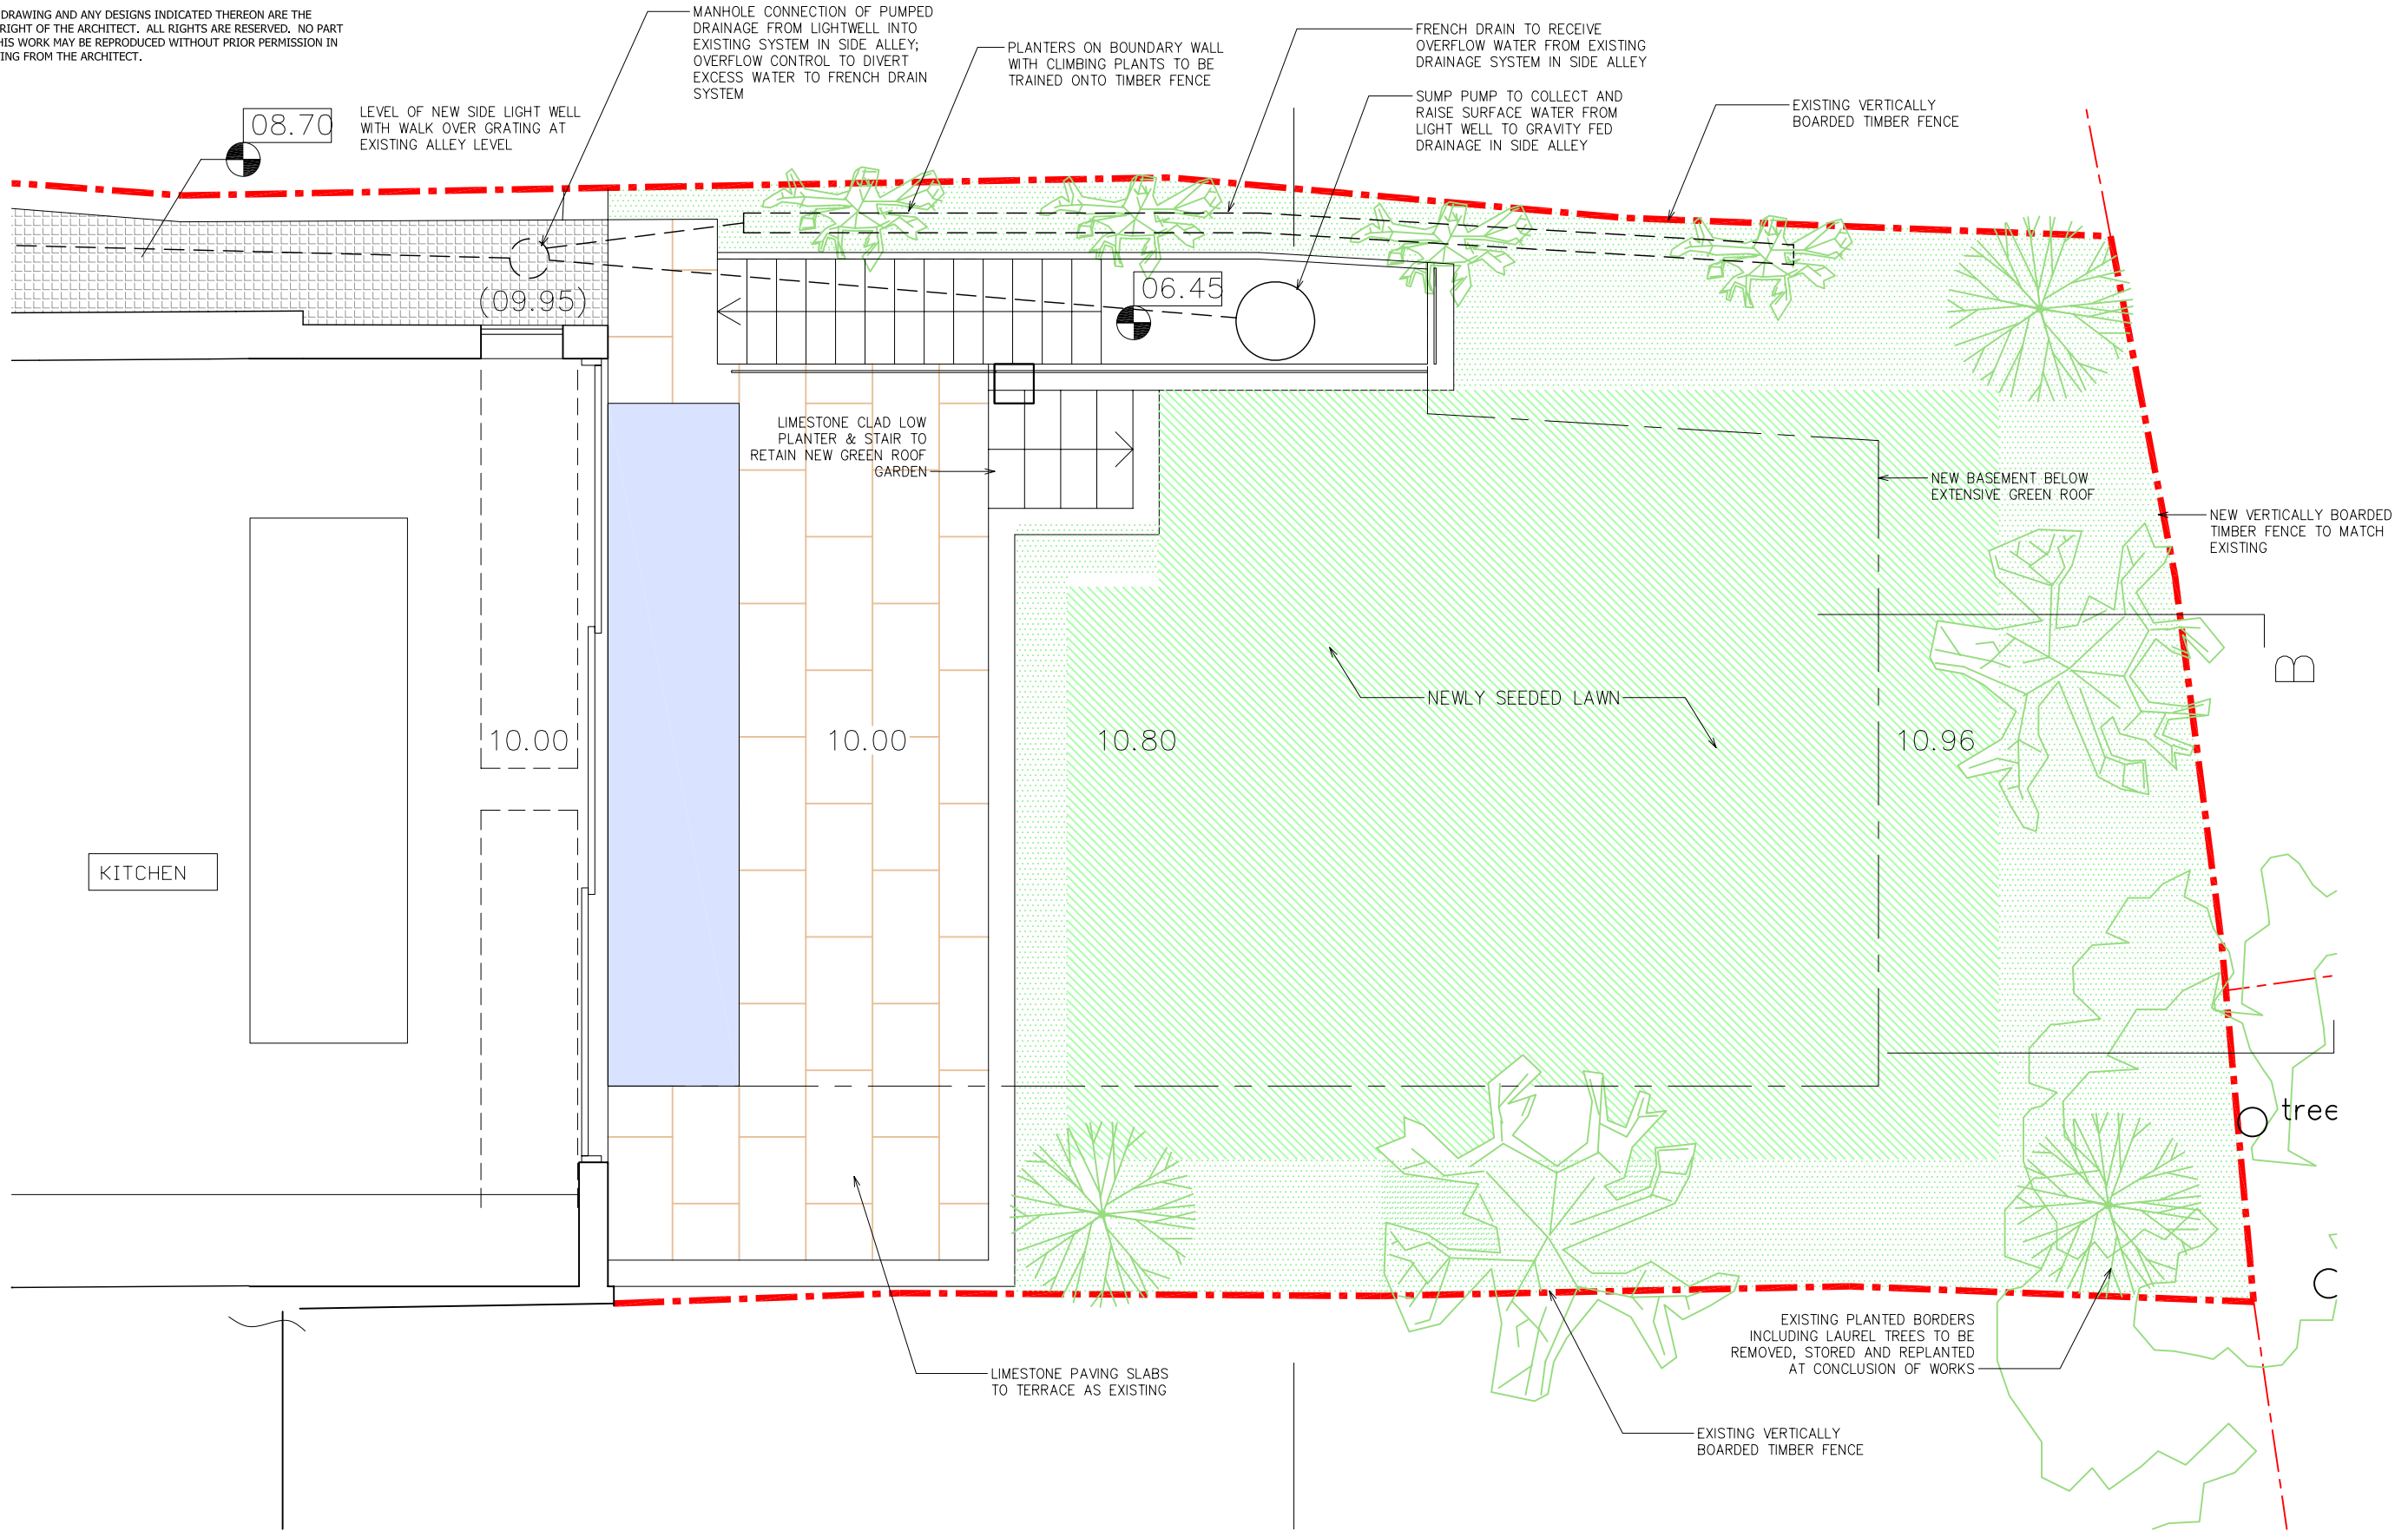 DRAWING AND ANY DESIGNS INDICATED THEREON ARE THE
RIGHT OF THE ARCHITECT. ALL RIGHTS ARE RESERVED. NO PART
HIS WORK MAY BE REPRODUCED WITHOUT PRIOR PERMISSION IN
ING FROM THE ARCHITECT.
MANHOLE CONNECTION OF PUMPED
DRAINAGE FROM LIGHTWELL INTO
EXISTING SYSTEM IN SIDE ALLEY;
OVERFLOW CONTROL TO DIVERT
EXCESS WATER TO FRENCH DRAIN
SYSTEM
PLANTERS ON BOUNDARY WALL
WITH CLIMBING PLANTS TO BE
TRAINED ONTO TIMBER FENCE
FRENCH DRAIN TO RECEIVE
OVERFLOW WATER FROM EXISTING
DRAINAGE SYSTEM IN SIDE ALLEY
SUMP PUMP TO COLLECT AND
RAISE SURFACE WATER FROM
LIGHT WELL TO GRAVITY FED
DRAINAGE IN SIDE ALLEY
EXISTING VERTICALLY
BOARDED TIMBER FENCE
08.70
LEVEL OF NEW SIDE LIGHT WELL
WITH WALK OVER GRATING AT
EXISTING ALLEY LEVEL
(09.95)
06.45
LIMESTONE CLAD LOW
PLANTER & STAIR TO
RETAIN NEW GREEN ROOF
GARDEN
NEW BASEMENT BELOW
EXTENSIVE GREEN ROOF
NEW VERTICALLY BOARDED
TIMBER FENCE TO MATCH
EXISTING
B
NEWLY SEEDED LAWN
10.00
10.00
10.80
10.96
KITCHEN
tree
EXISTING PLANTED BORDERS
INCLUDING LAUREL TREES TO BE
REMOVED, STORED AND REPLANTED
AT CONCLUSION OF WORKS
LIMESTONE PAVING SLABS
TO TERRACE AS EXISTING
EXISTING VERTICALLY
BOARDED TIMBER FENCE